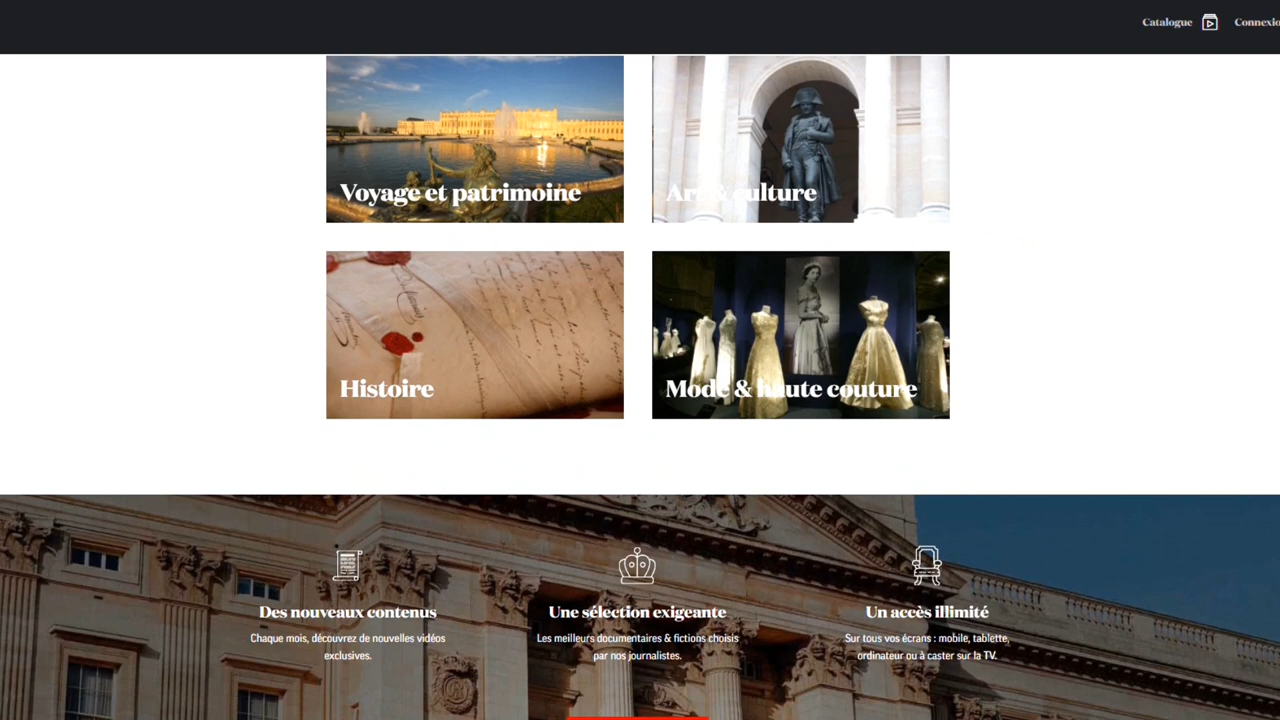 Catalogue
Voyage et patrimoine
Art & culture
Histoire
Mode & haute couture
Des nouveaux contenus
Une sélection exigeante
Un accès illimité
Chaque mois, découvrez de nouvelles vidéos
exclusives.
Les meilleurs documentaires & fictions choisis
par nos journalistes.
Sur tous vos écrans : mobile, tablette,
ordinateur ou à caster sur la TV.